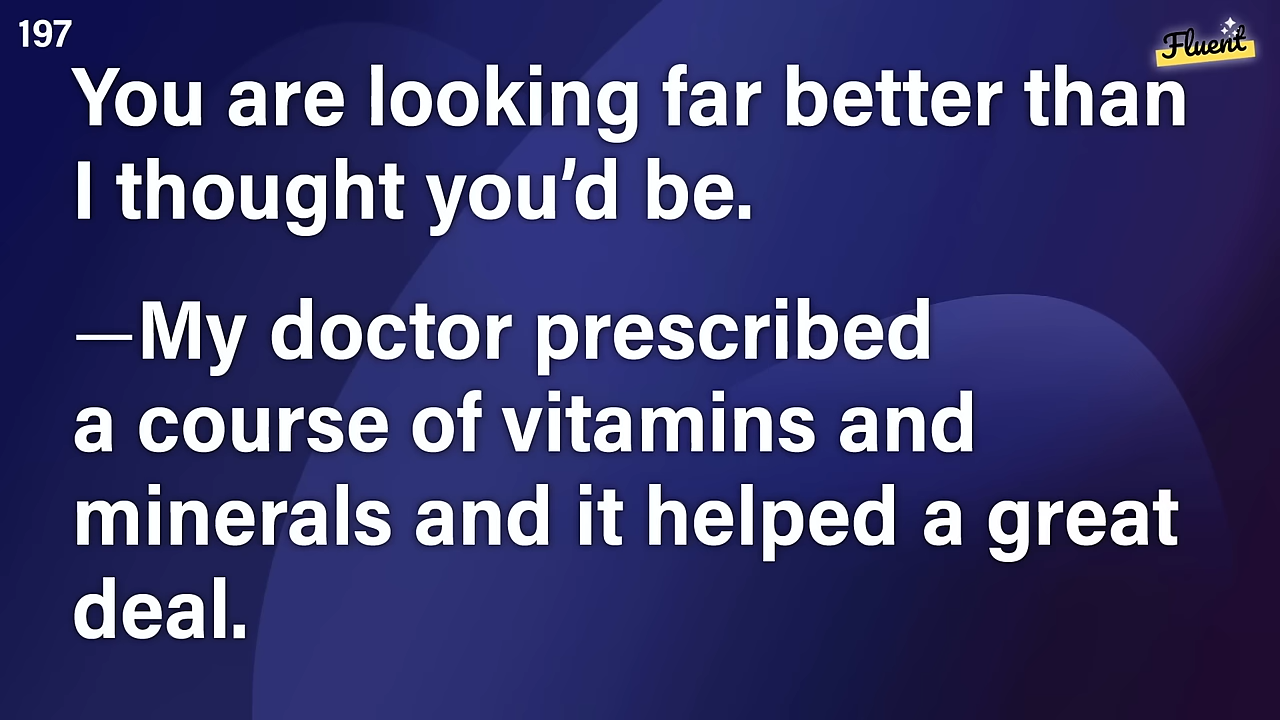 197
Fluent
You are looking far better than
I thought you’d be.
—My doctor prescribed
a course of vitamins and
minerals and it helped a great
deal.